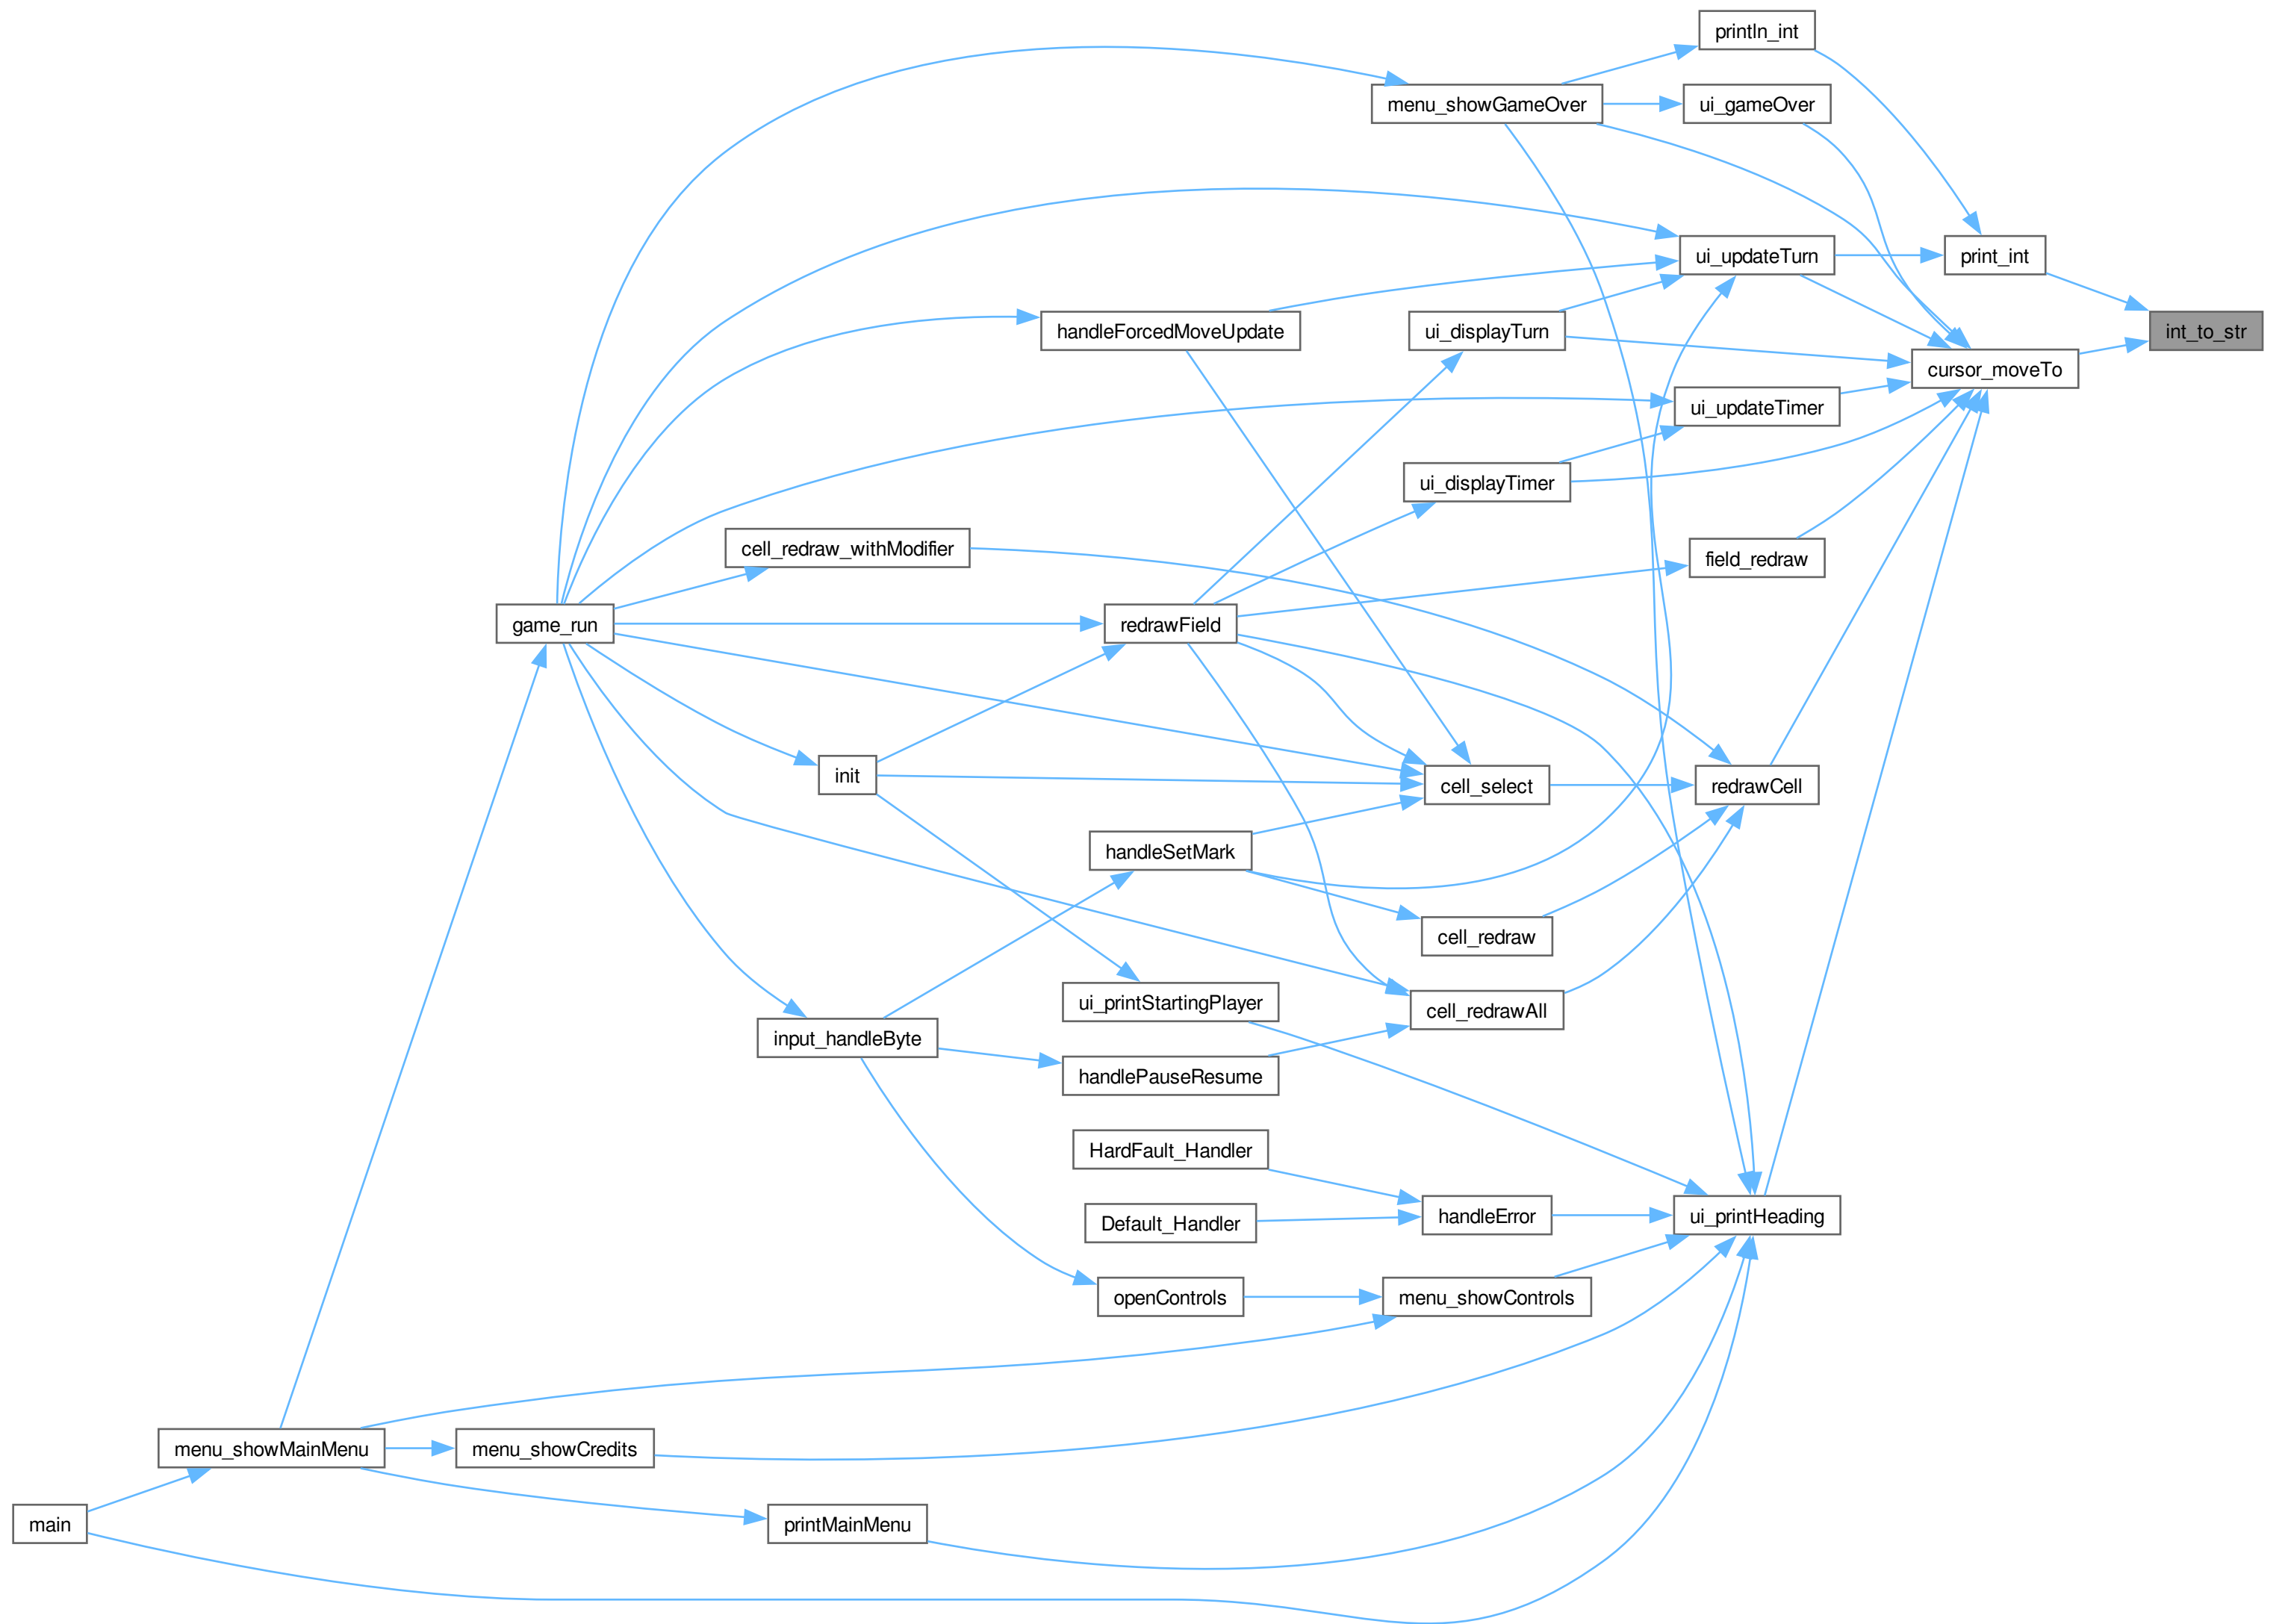 println_int
menu_showGameOver
ui_gameOver
ui_updateTurn
print_int
handleForcedMoveUpdate
ui_displayTurn
int_to_str
cursor_moveTo
ui_updateTimer
ui_displayTimer
cell_redraw_withModifier
field_redraw
game_run
redrawField
init
cell_select
redrawCell
handleSetMark
cell_redraw
ui_printStartingPlayer
cell_redrawAll
input_handleByte
handlePauseResume
HardFault_Handler
Default_Handler
handleError
ui_printHeading
openControls
menu_showControls
menu_showMainMenu
menu_showCredits
main
printMainMenu